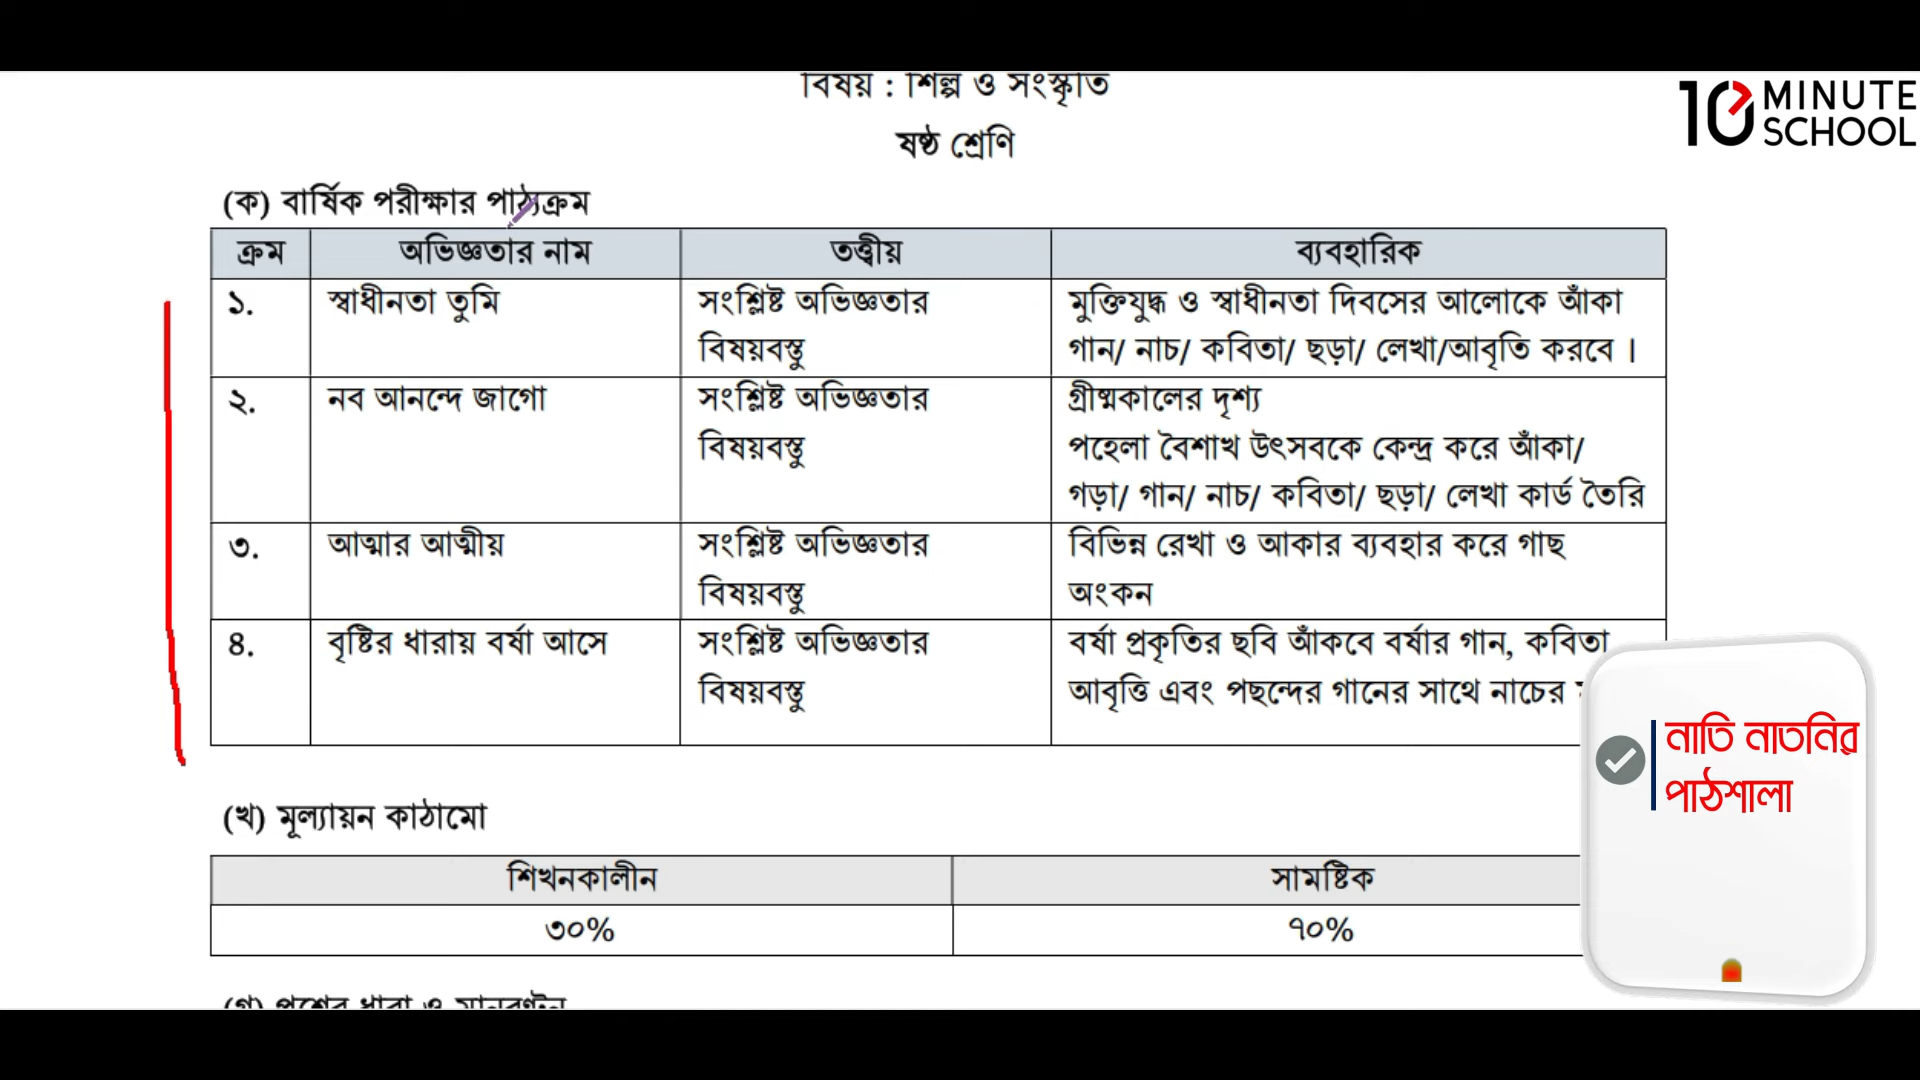 বিষয় : শিল্প ও সংস্কৃতি
10 MINUTE SCHOOL
ষষ্ঠ শ্রেণি
(ক) বার্ষিক পরীক্ষার পাঠ্যক্রম
ক্রম অভিজ্ঞতার নাম তত্ত্বীয় ব্যবহারিক
১. স্বাধীনতা তুমি সংশ্লিষ্ট অভিজ্ঞতার মুক্তিযুদ্ধ ও স্বাধীনতা দিবসের আলোকে আঁকা
বিষয়বস্তু গান/ নাচ/ কবিতা/ ছড়া/ লেখা/আবৃতি করবে ।
২. নব আনন্দে জাগো সংশ্লিষ্ট অভিজ্ঞতার গ্রীষ্মকালের দৃশ্য
বিষয়বস্তু পহেলা বৈশাখ উৎসবকে কেন্দ্র করে আঁকা/
গড়া/ গান/ নাচ/ কবিতা/ ছড়া/ লেখা কার্ড তৈরি
৩. আত্মার আত্মীয় সংশ্লিষ্ট অভিজ্ঞতার বিভিন্ন রেখা ও আকার ব্যবহার করে গাছ
বিষয়বস্তু অংকন
৪. বৃষ্টির ধারায় বর্ষা আসে সংশ্লিষ্ট অভিজ্ঞতার বর্ষা প্রকৃতির ছবি আঁকবে বর্ষার গান, কবিতা
বিষয়বস্তু আবৃত্তি এবং পছন্দের গানের সাথে নাচের
নাতি নাতনির
পাঠশালা
(খ) মূল্যায়ন কাঠামো
শিখনকালীন সামষ্টিক
৩০% ৭০%
(গ) প্রশ্নের ধারা ও মানবণ্টন